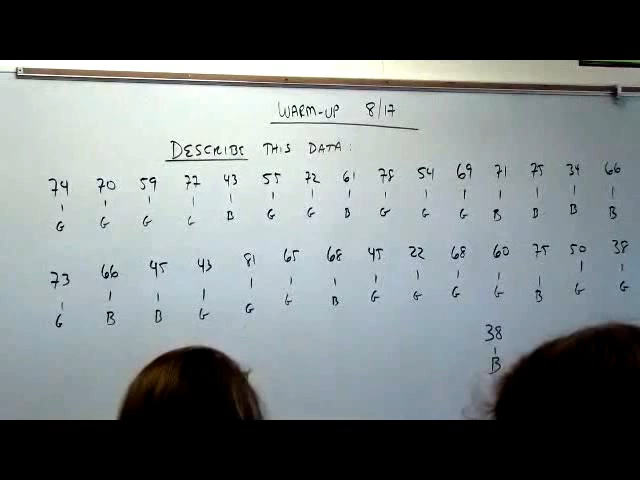 WARM-UP 8/17
DESCRIBE THIS DATA:
74 70 59 77 43 55 72 61 78 54 69 71 75 34 66
G G G G B G G B G G G B B B B
73 66 45 43 81 65 68 45 22 68 60 75 50 38
G B B G G G B G G G G B G G
38
B